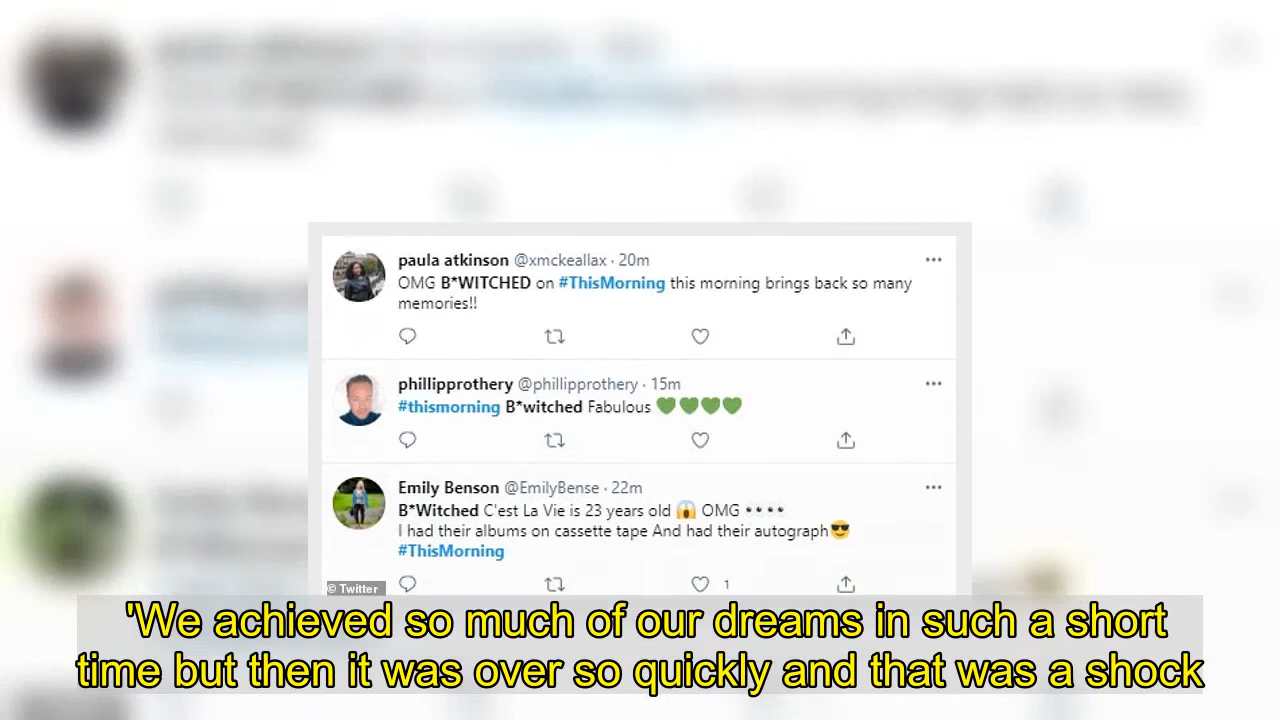 paula atkinson @xmckeallax · 20m
OMG B*WITCHED on #ThisMorning this morning brings back so many
memories!!
phillipprothery @phillipprothery · 15m
#thismorning B*witched Fabulous 💚💚💚💚
Emily Benson @EmilyBense · 22m
B*Witched C'est La Vie is 23 years old 😱 OMG 👀👀
I had their albums on cassette tape And had their autograph😎
#ThisMorning
1
© Twitter
'We achieved so much of our dreams in such a short
time but then it was over so quickly and that was a shock